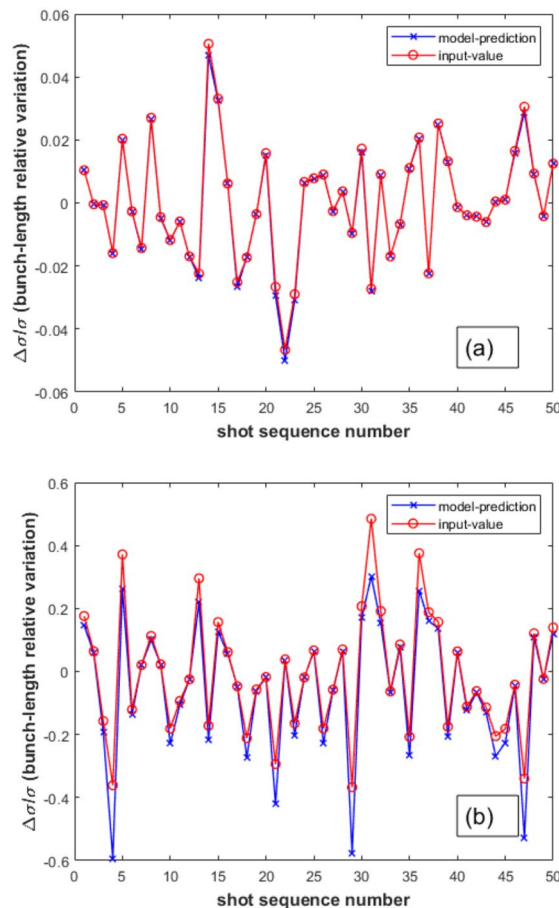 0.06
0.04
0.02
0
-0.02
-0.04
-0.06
Δσ/σ (bunch-length relative variation)
model-prediction
input-value
(a)
0 5 10 15 20 25 30 35 40 45 50
shot sequence number
0.6
0.4
0.2
0
-0.2
-0.4
-0.6
Δσ/σ (bunch-length relative variation)
model-prediction
input-value
(b)
0 5 10 15 20 25 30 35 40 45 50
shot sequence number